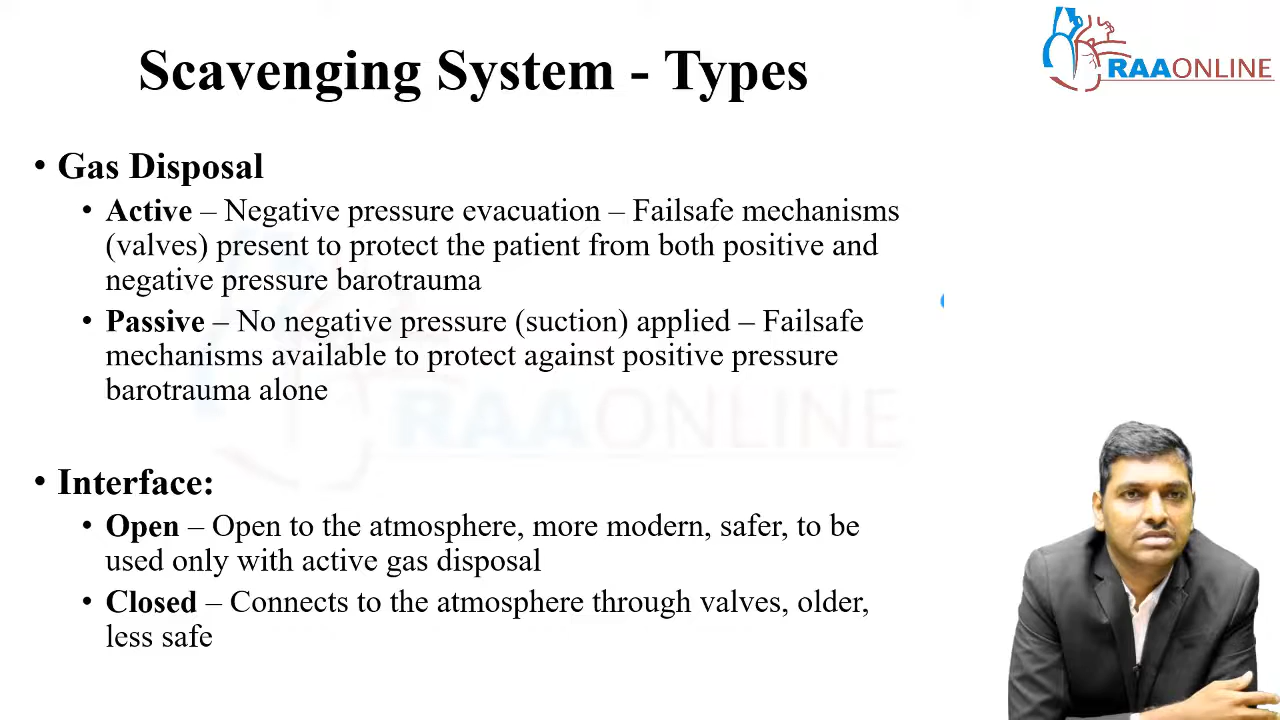 Scavenging System - Types
RAAONLINE
• Gas Disposal
• Active – Negative pressure evacuation – Failsafe mechanisms
(valves) present to protect the patient from both positive and
negative pressure barotrauma
• Passive – No negative pressure (suction) applied – Failsafe
mechanisms available to protect against positive pressure
barotrauma alone
RAAONLINE
• Interface:
• Open – Open to the atmosphere, more modern, safer, to be
used only with active gas disposal
• Closed – Connects to the atmosphere through valves, older,
less safe